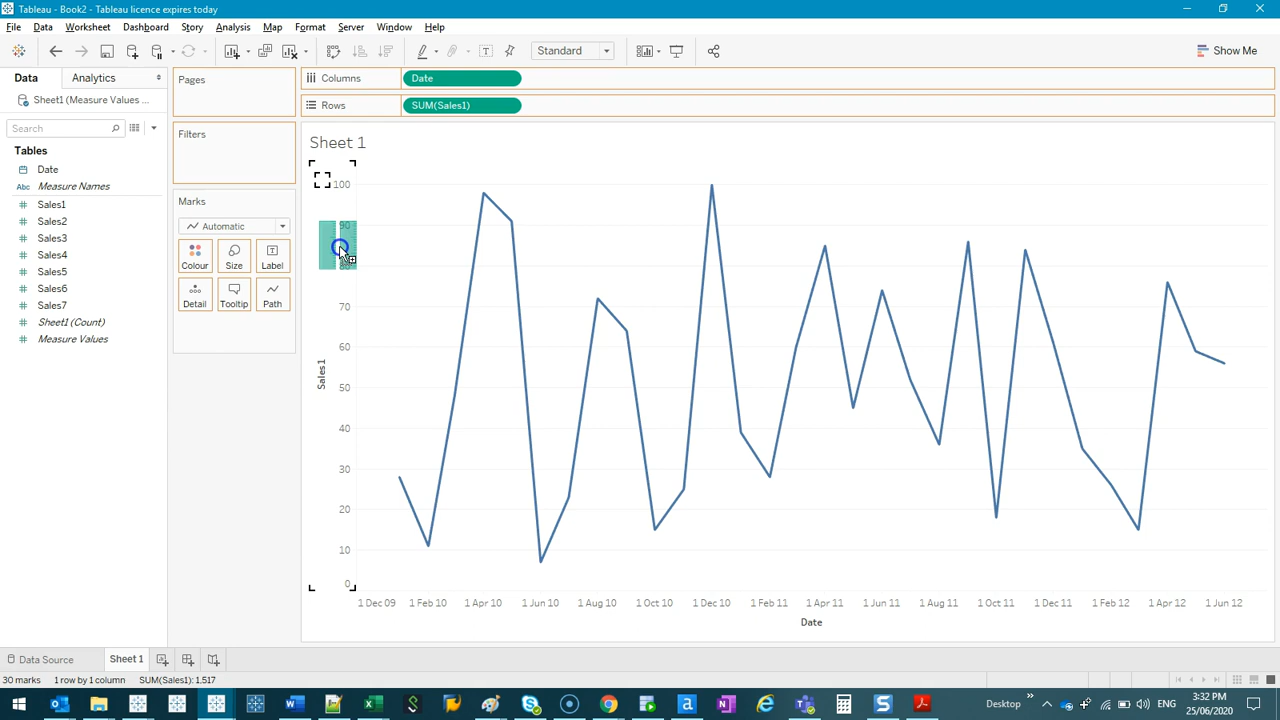 Tableau - Book2 - Tableau licence expires today
File Data Worksheet Dashboard Story Analysis Map Format Server Window Help
Standard
Show Me
Data Analytics
Sheet1 (Measure Values ...
Search
Tables
Date
Measure Names
Sales1
Sales2
Sales3
Sales4
Sales5
Sales6
Sales7
Sheet1 (Count)
Measure Values
Pages
Filters
Marks
Automatic
Colour Size Label
Detail Tooltip Path
Columns Date
Rows SUM(Sales1)
Sheet 1
100
90
80
70
60
50
40
30
20
10
0
Sales1
1 Dec 09 1 Feb 10 1 Apr 10 1 Jun 10 1 Aug 10 1 Oct 10 1 Dec 10 1 Feb 11 1 Apr 11 1 Jun 11 1 Aug 11 1 Oct 11 1 Dec 11 1 Feb 12 1 Apr 12 1 Jun 12
Date
Data Source Sheet 1
30 marks 1 row by 1 column SUM(Sales1): 1.517
Desktop » ENG 3:32 PM
25/06/2020